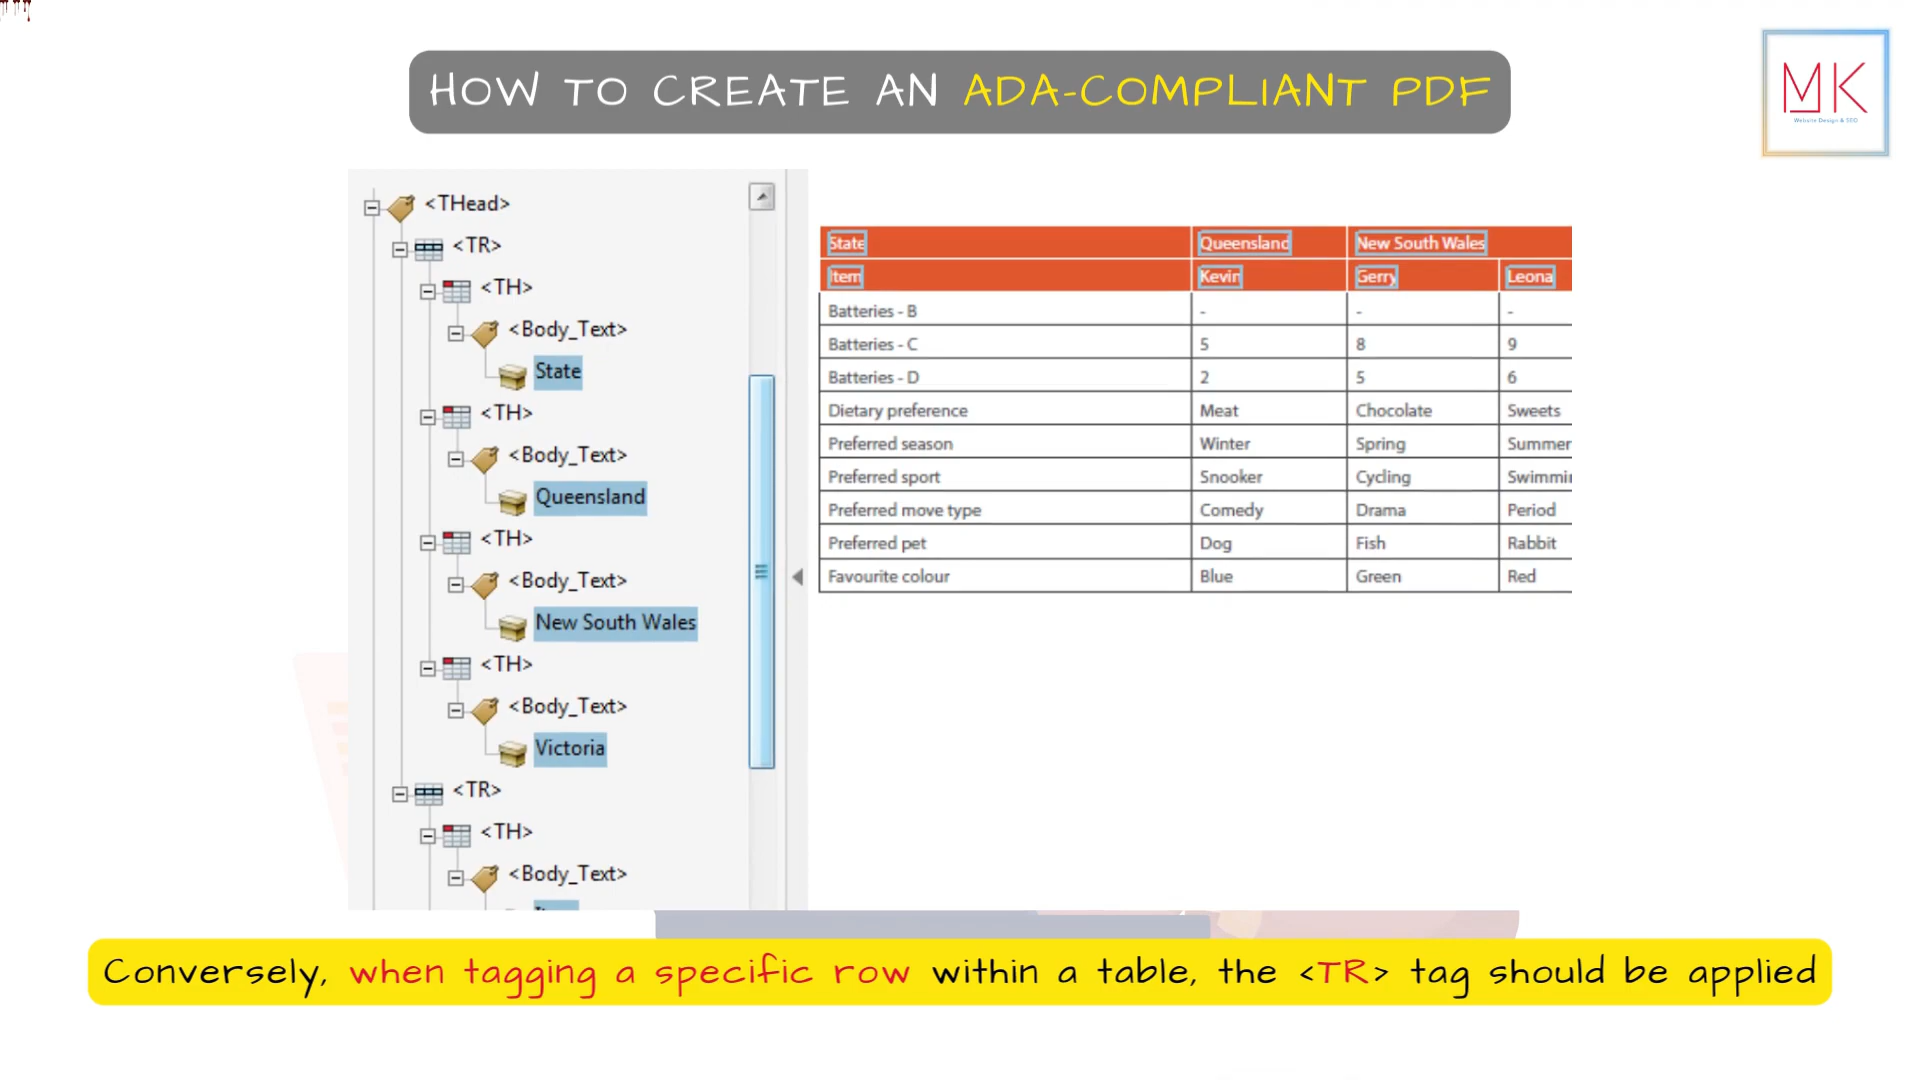 HOW TO CREATE AN ADA-COMPLIANT PDF
MK
Website Design & SEO
<THead>
<TR>
<TH>
<Body_Text>
State
<TH>
<Body_Text>
Queensland
<TH>
<Body_Text>
New South Wales
<TH>
<Body_Text>
Victoria
<TR>
<TH>
<Body_Text>
State Queensland New South Wales
Item Kevin Gerry Leona
Batteries - B - - -
Batteries - C 5 8 9
Batteries - D 2 5 6
Dietary preference Meat Chocolate Sweets
Preferred season Winter Spring Summer
Preferred sport Snooker Cycling Swimmi
Preferred move type Comedy Drama Period
Preferred pet Dog Fish Rabbit
Favourite colour Blue Green Red
Conversely, when tagging a specific row within a table, the <TR> tag should be applied